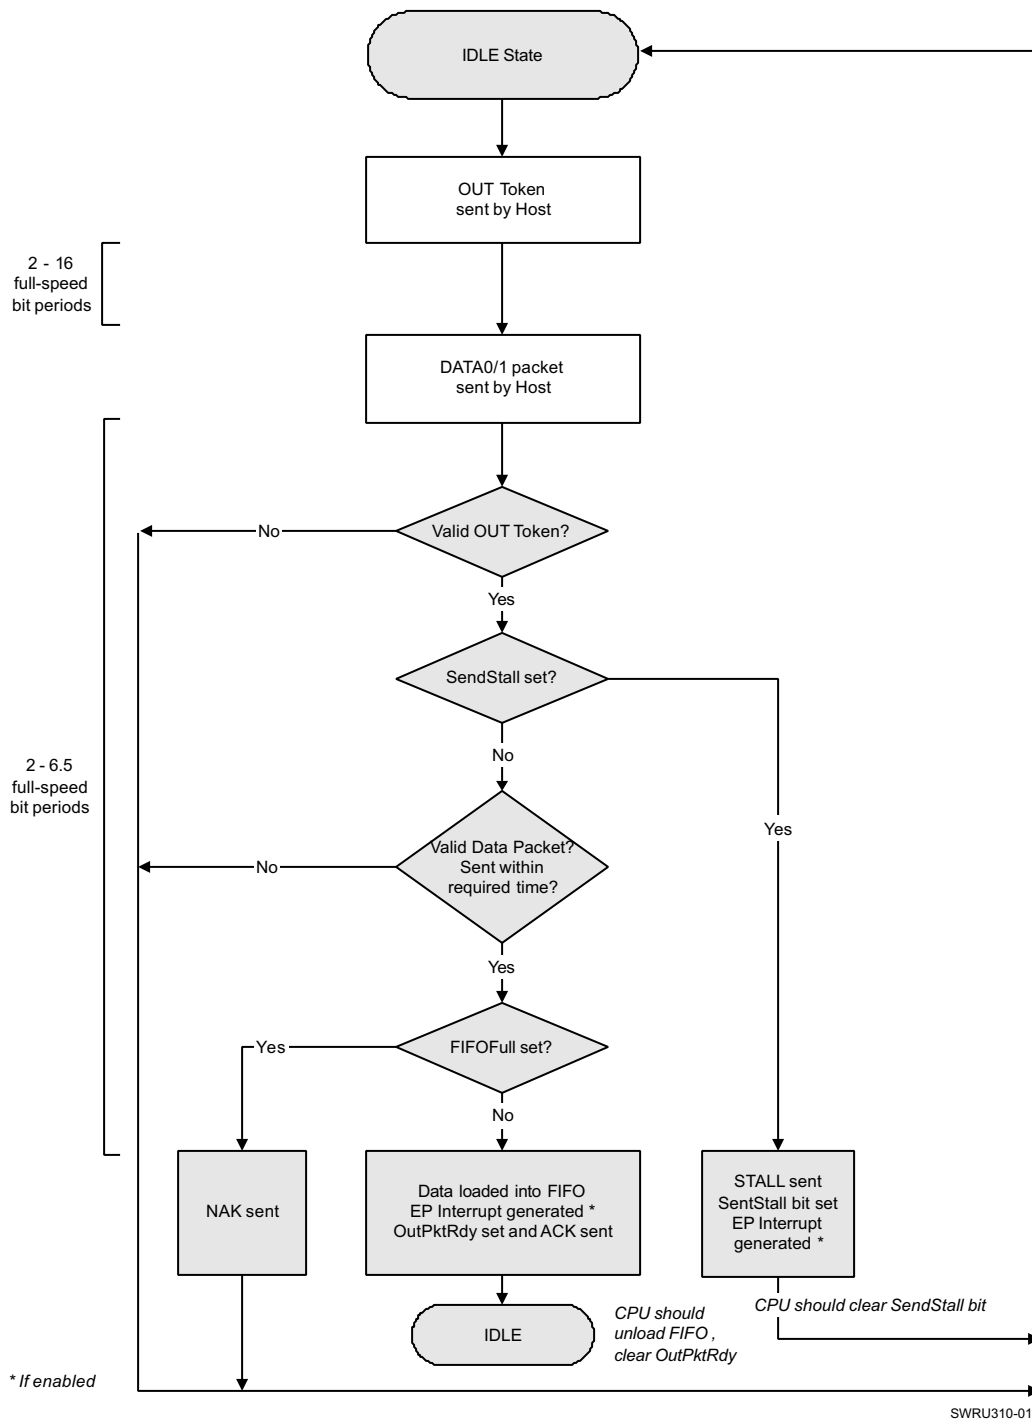 IDLE State
OUT Token
sent by Host
2 - 16
full-speed
bit periods
DATA0/1 packet
sent by Host
Valid OUT Token?
No
Yes
SendStall set?
No
Yes
2 - 6.5
full-speed
bit periods
Valid Data Packet?
Sent within
required time?
No
Yes
FIFOFull set?
Yes
No
NAK sent
Data loaded into FIFO
EP Interrupt generated *
OutPktRdy set and ACK sent
STALL sent
SentStall bit set
EP Interrupt
generated *
IDLE
CPU should
unload FIFO ,
clear OutPktRdy
CPU should clear SendStall bit
* If enabled
SWRU310-01